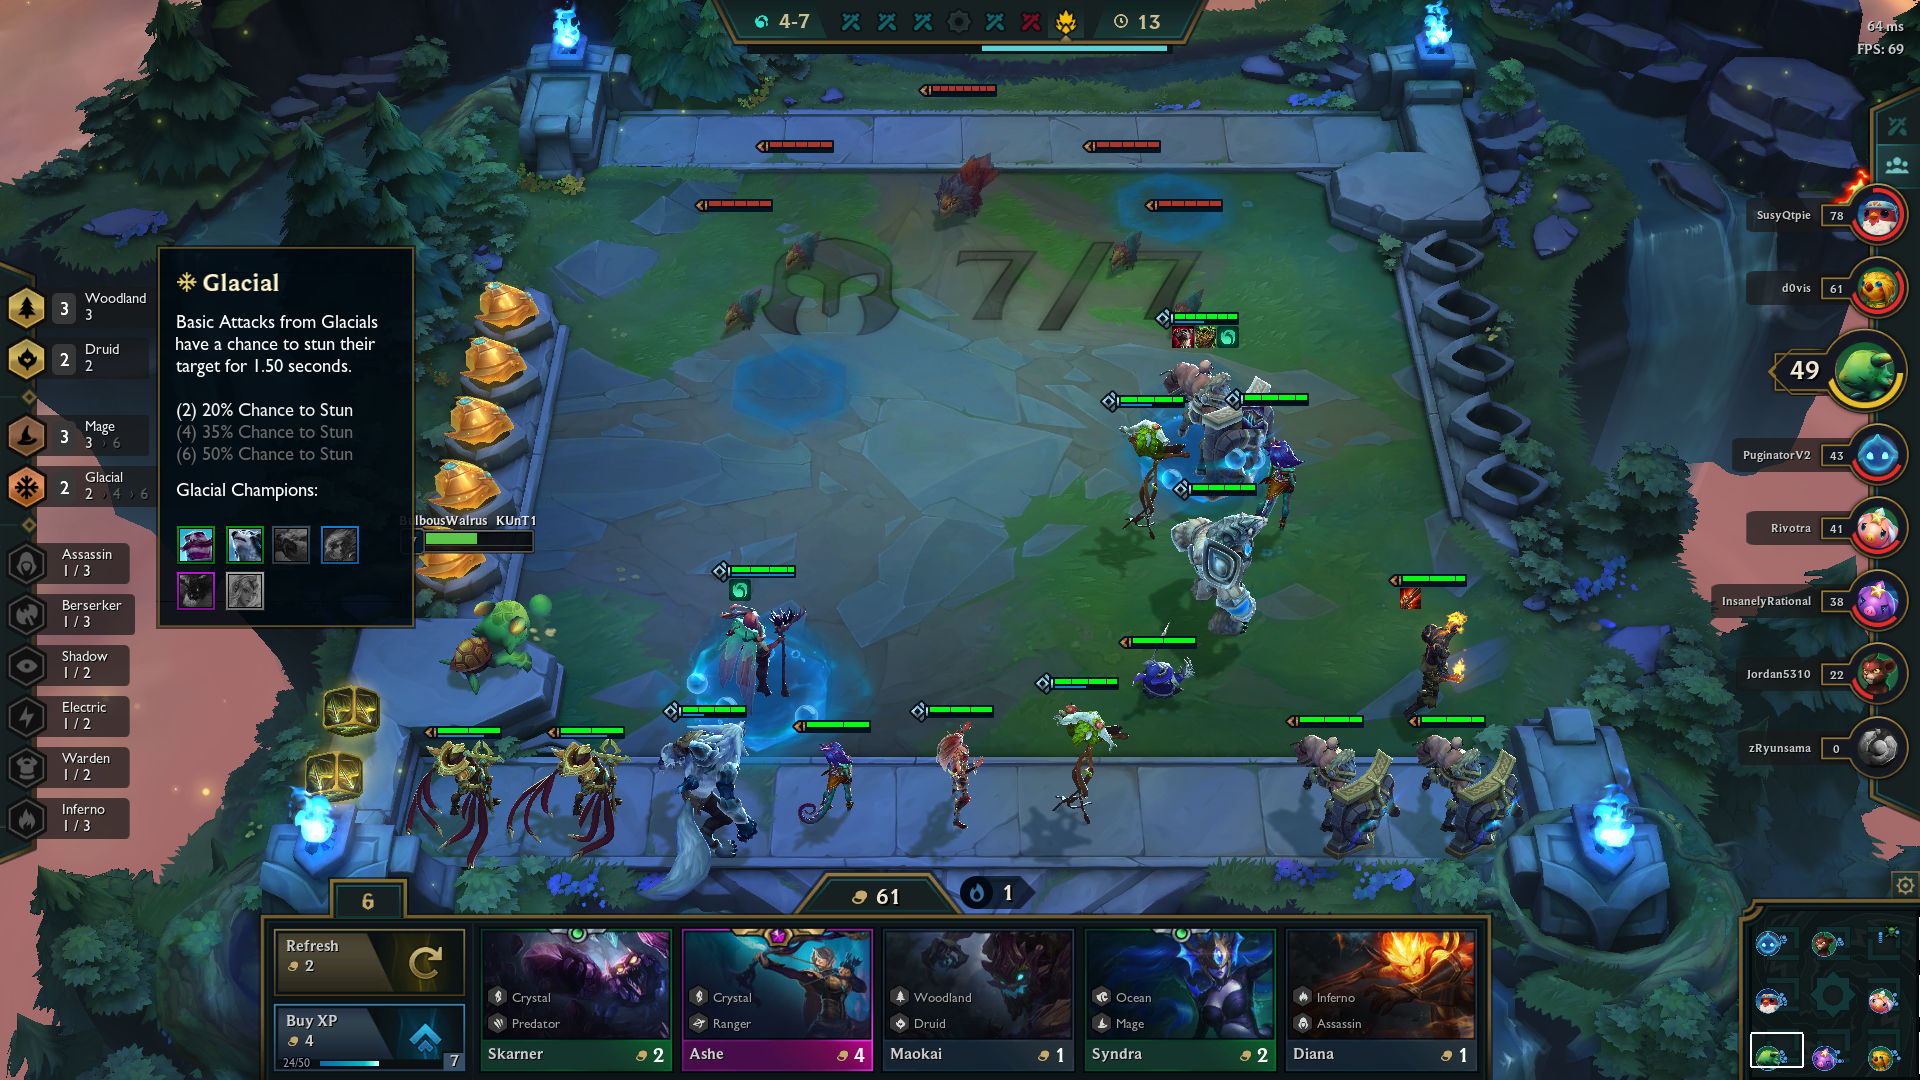 4-7
13
64 ms
FPS: 69
7/7
Glacial
Basic Attacks from Glacials
have a chance to stun their
target for 1.50 seconds.
(2) 20% Chance to Stun
(4) 35% Chance to Stun
(6) 50% Chance to Stun
Glacial Champions:
3
Woodland
3
2
Druid
2
3
Mage
3 › 6
2
Glacial
2 › 4 › 6
Assassin
1 / 3
Berserker
1 / 3
Shadow
1 / 2
Electric
1 / 2
Warden
1 / 2
Inferno
1 / 3
lbousWalrus KUnT1
7
SusyQtpie 78
d0vis 61
49
PuginatorV2 43
Rivotra 41
InsanelyRational 38
Jordan5310 22
zRyunsama 0
6
61
1
Refresh
2
Buy XP
4
24/50
7
Crystal
Predator
Skarner 2
Crystal
Ranger
Ashe 4
Woodland
Druid
Maokai 1
Ocean
Mage
Syndra 2
Inferno
Assassin
Diana 1